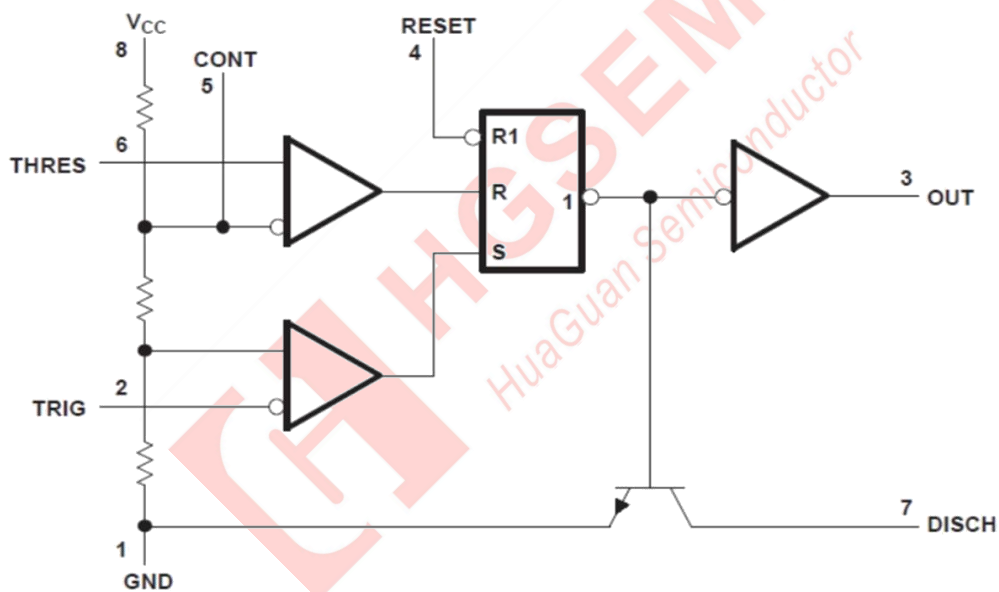 VCC
8
RESET
4
CONT
5
6
THRES
R1
R
1
S
3
OUT
2
TRIG
7
DISCH
1
GND
HGSEM
HuaGuan Semiconductor